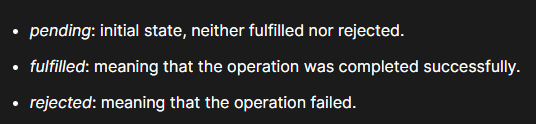 • pending: initial state, neither fulfilled nor rejected.
• fulfilled: meaning that the operation was completed successfully.
• rejected: meaning that the operation failed.